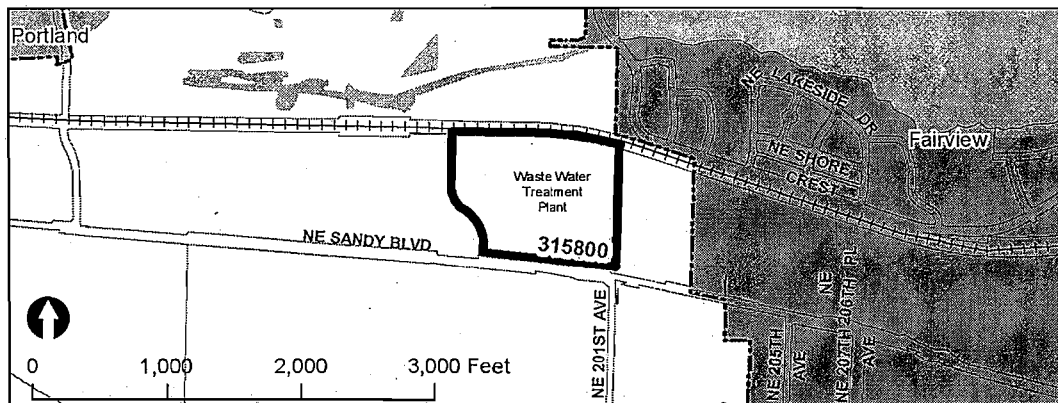 Portland
NE LAKESIDE DR
Fairview
NE SHORE CREST
Waste Water
Treatment
Plant
315800
NE SANDY BLVD
NE 201ST AVE
NE 205TH AVE
NE 206TH PL
NE 207TH AVE
0 1,000 2,000 3,000 Feet